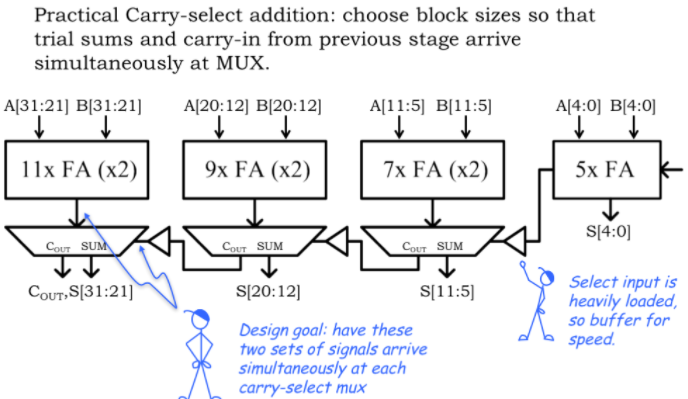 Practical Carry-select addition: choose block sizes so that
trial sums and carry-in from previous stage arrive
simultaneously at MUX.
A[31:21] B[31:21] A[20:12] B[20:12] A[11:5] B[11:5] A[4:0] B[4:0]
11x FA (x2) 9x FA (x2) 7x FA (x2) 5x FA
COUT SUM COUT SUM COUT SUM
S[4:0]
COUT,S[31:21] S[20:12] S[11:5]
Select input is
heavily loaded,
so buffer for
speed.
Design goal: have these
two sets of signals arrive
simultaneously at each
carry-select mux